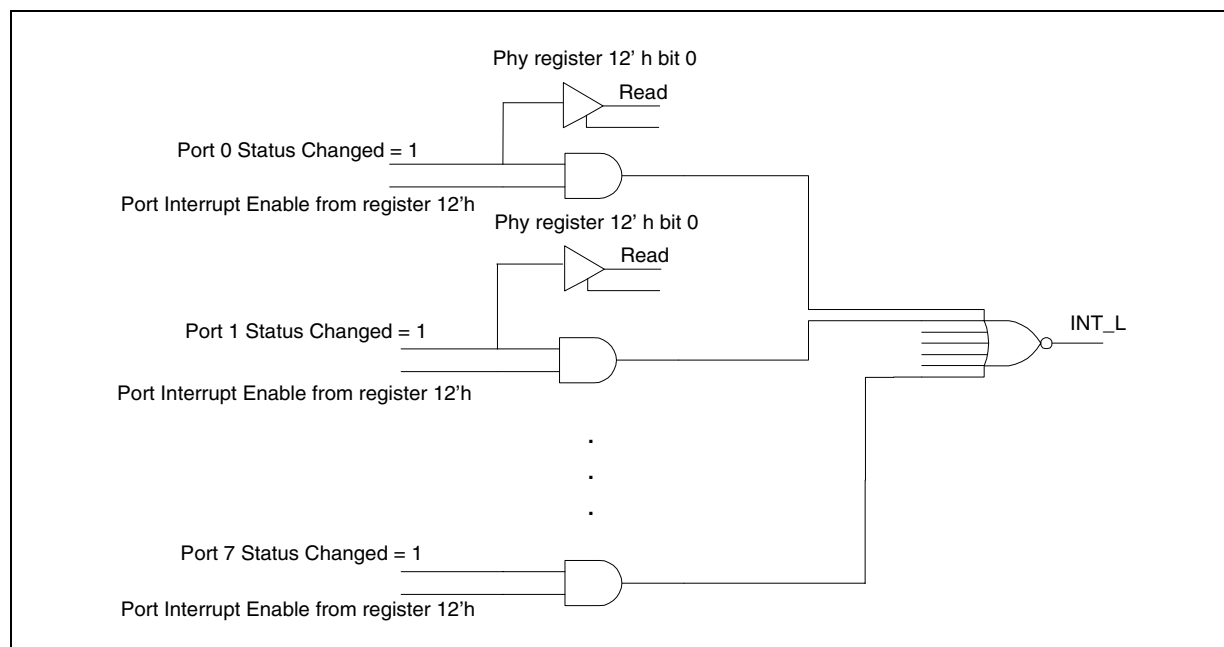 Phy register 12' h bit 0
Read
Port 0 Status Changed = 1
Port Interrupt Enable from register 12'h
Phy register 12' h bit 0
Read
Port 1 Status Changed = 1
INT_L
Port Interrupt Enable from register 12'h
.
.
.
Port 7 Status Changed = 1
Port Interrupt Enable from register 12'h